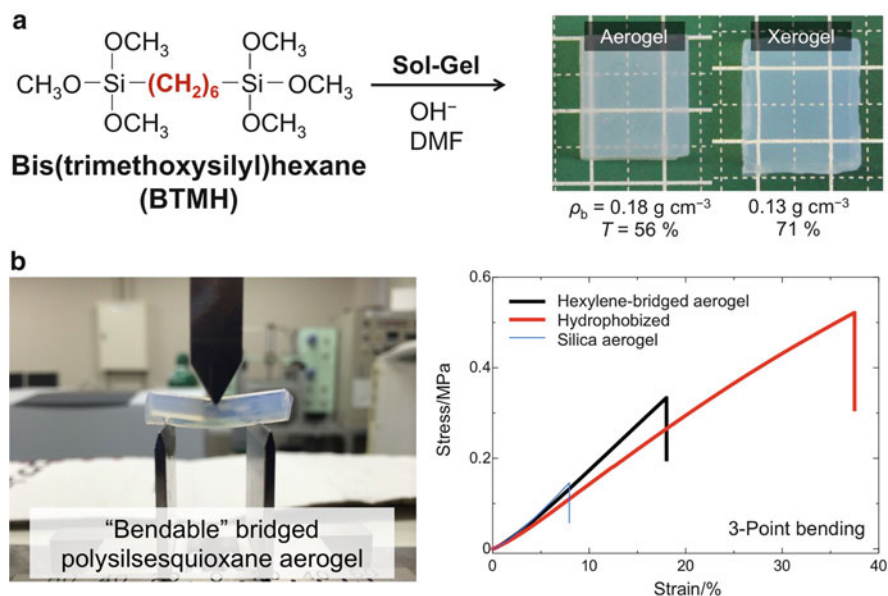 a
OCH₃
OCH₃
OCH₃
OCH₃
CH₃O
Si
(CH₂)₆
Si
OCH₃
Bis(trimethoxysilyl)hexane
(BTMH)
Sol-Gel
OH⁻
DMF
Aerogel
Xerogel
ρb = 0.18 g cm⁻³
0.13 g cm⁻³
T = 56 %
71 %
b
"Bendable" bridged
polysilsesquioxane aerogel
Stress/MPa
0.6
0.4
0.2
0
Hexylene-bridged aerogel
Hydrophobized
Silica aerogel
3-Point bending
0
10
20
30
40
Strain/%